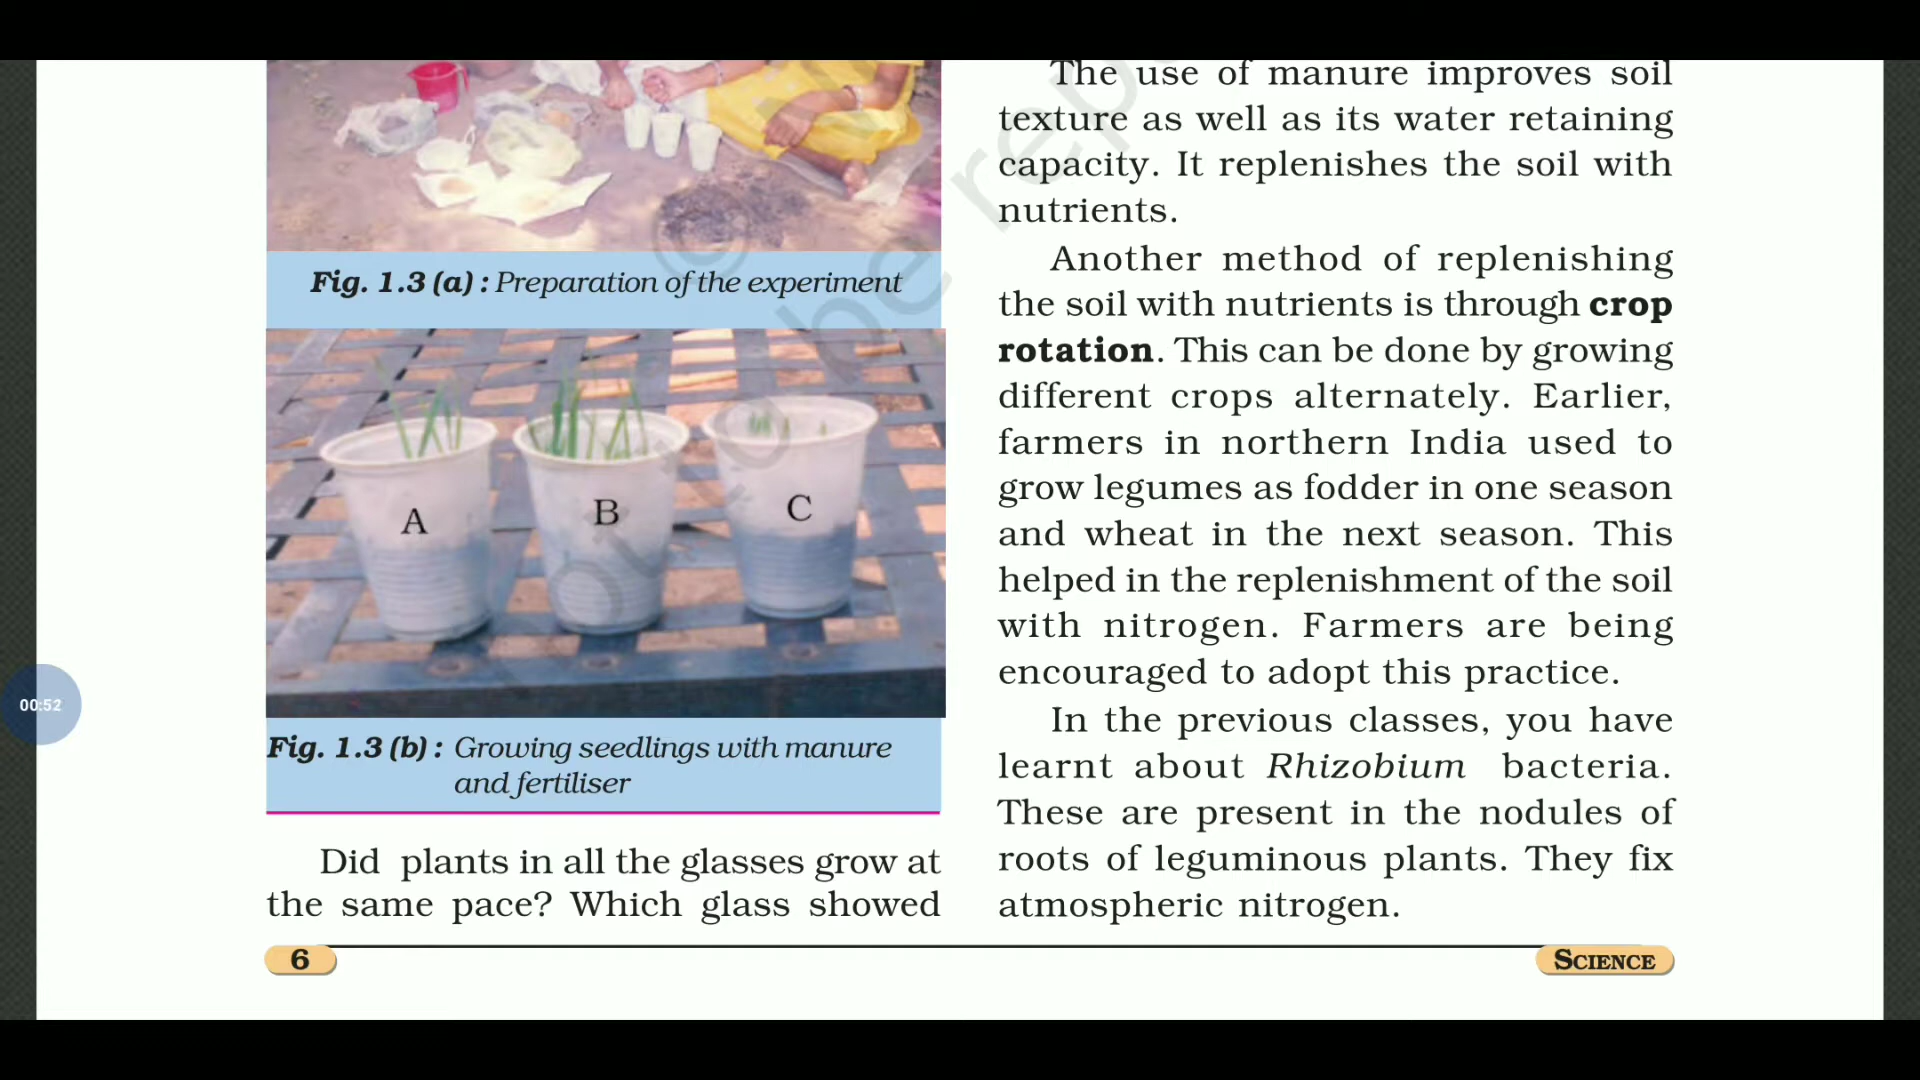 Fig. 1.3 (a) : Preparation of the experiment
A
B
C
Fig. 1.3 (b) : Growing seedlings with manure
and fertiliser
Did plants in all the glasses grow at
the same pace? Which glass showed
The use of manure improves soil
texture as well as its water retaining
capacity. It replenishes the soil with
nutrients.
Another method of replenishing
the soil with nutrients is through crop
rotation. This can be done by growing
different crops alternately. Earlier,
farmers in northern India used to
grow legumes as fodder in one season
and wheat in the next season. This
helped in the replenishment of the soil
with nitrogen. Farmers are being
encouraged to adopt this practice.
In the previous classes, you have
learnt about Rhizobium bacteria.
These are present in the nodules of
roots of leguminous plants. They fix
atmospheric nitrogen.
6
SCIENCE
00:52